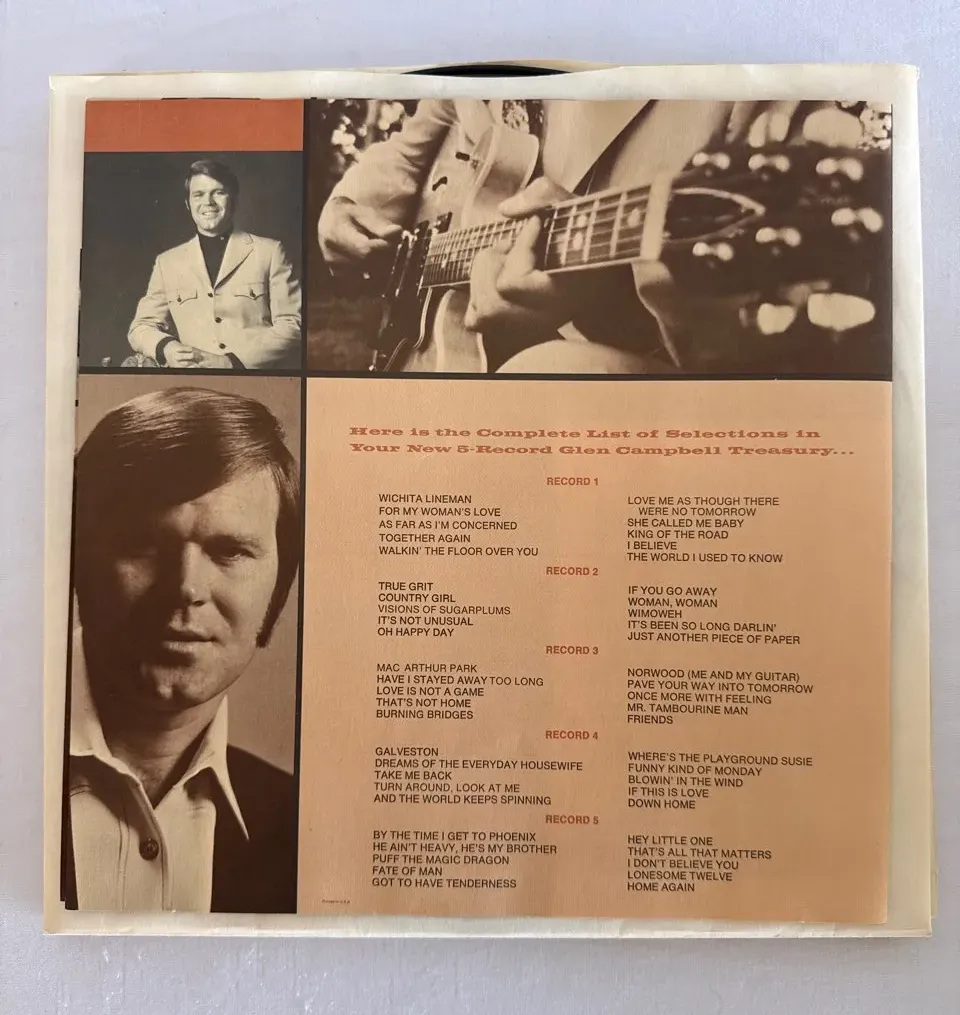 Here is the Complete List of Selections in
Your New 5-Record Glen Campbell Treasury...
RECORD 1
WICHITA LINEMAN
FOR MY WOMAN'S LOVE
AS FAR AS I'M CONCERNED
TOGETHER AGAIN
WALKIN' THE FLOOR OVER YOU
LOVE ME AS THOUGH THERE
WERE NO TOMORROW
SHE CALLED ME BABY
KING OF THE ROAD
I BELIEVE
THE WORLD I USED TO KNOW
RECORD 2
TRUE GRIT
COUNTRY GIRL
VISIONS OF SUGARPLUMS
IT'S NOT UNUSUAL
OH HAPPY DAY
IF YOU GO AWAY
WOMAN, WOMAN
WIMOWEH
IT'S BEEN SO LONG DARLIN'
JUST ANOTHER PIECE OF PAPER
RECORD 3
MAC ARTHUR PARK
HAVE I STAYED AWAY TOO LONG
LOVE IS NOT A GAME
THAT'S NOT HOME
BURNING BRIDGES
NORWOOD (ME AND MY GUITAR)
PAVE YOUR WAY INTO TOMORROW
ONCE MORE WITH FEELING
MR. TAMBOURINE MAN
FRIENDS
RECORD 4
GALVESTON
DREAMS OF THE EVERYDAY HOUSEWIFE
TAKE ME BACK
TURN AROUND, LOOK AT ME
AND THE WORLD KEEPS SPINNING
WHERE'S THE PLAYGROUND SUSIE
FUNNY KIND OF MONDAY
BLOWIN' IN THE WIND
IF THIS IS LOVE
DOWN HOME
RECORD 5
BY THE TIME I GET TO PHOENIX
HE AIN'T HEAVY, HE'S MY BROTHER
PUFF THE MAGIC DRAGON
FATE OF MAN
GOT TO HAVE TENDERNESS
HEY LITTLE ONE
THAT'S ALL THAT MATTERS
I DON'T BELIEVE YOU
LONESOME TWELVE
HOME AGAIN